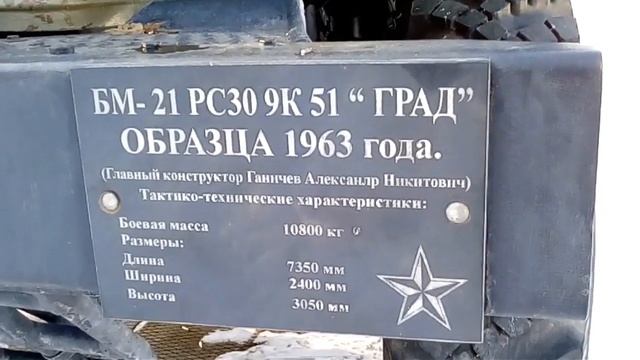 БМ- 21 РС30 9К 51 “ ГРАД”
ОБРАЗЦА 1963 года.
(Главный конструктор Ганичев Александр Никитович)
Тактико-технические характеристики:
Боевая масса 10800 кг
Размеры:
Длина 7350 мм
Ширина 2400 мм
Высота 3050 мм